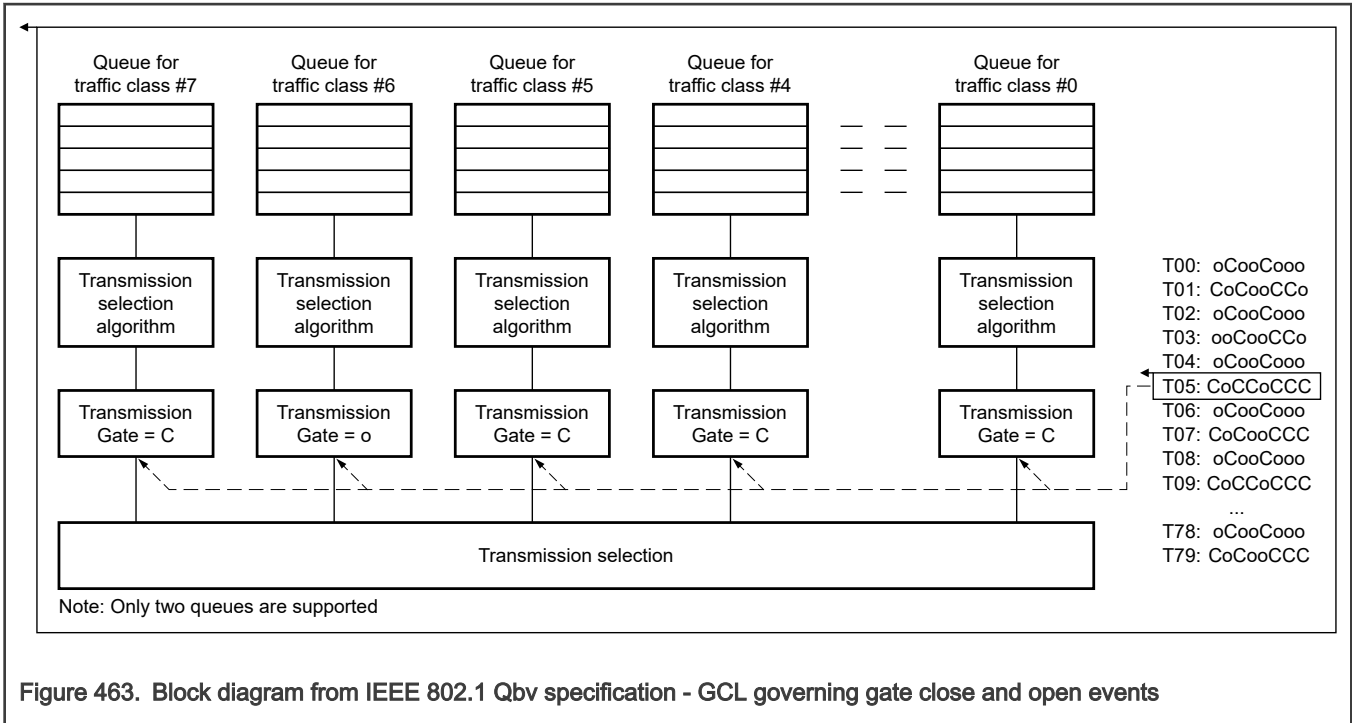 Queue for
traffic class #7
Queue for
traffic class #6
Queue for
traffic class #5
Queue for
traffic class #4
Queue for
traffic class #0
Transmission
selection
algorithm
Transmission
selection
algorithm
Transmission
selection
algorithm
Transmission
selection
algorithm
Transmission
selection
algorithm
Transmission
Gate = C
Transmission
Gate = o
Transmission
Gate = C
Transmission
Gate = C
Transmission
Gate = C
T00: oCooCooo
T01: CoCooCCo
T02: oCooCooo
T03: ooCooCCo
T04: oCooCooo
T05: CoCCoCCC
T06: oCooCooo
T07: CoCooCCC
T08: oCooCooo
T09: CoCCoCCC
...
T78: oCooCooo
T79: CoCooCCC
Transmission selection
Note: Only two queues are supported
Figure 463. Block diagram from IEEE 802.1 Qbv specification - GCL governing gate close and open events